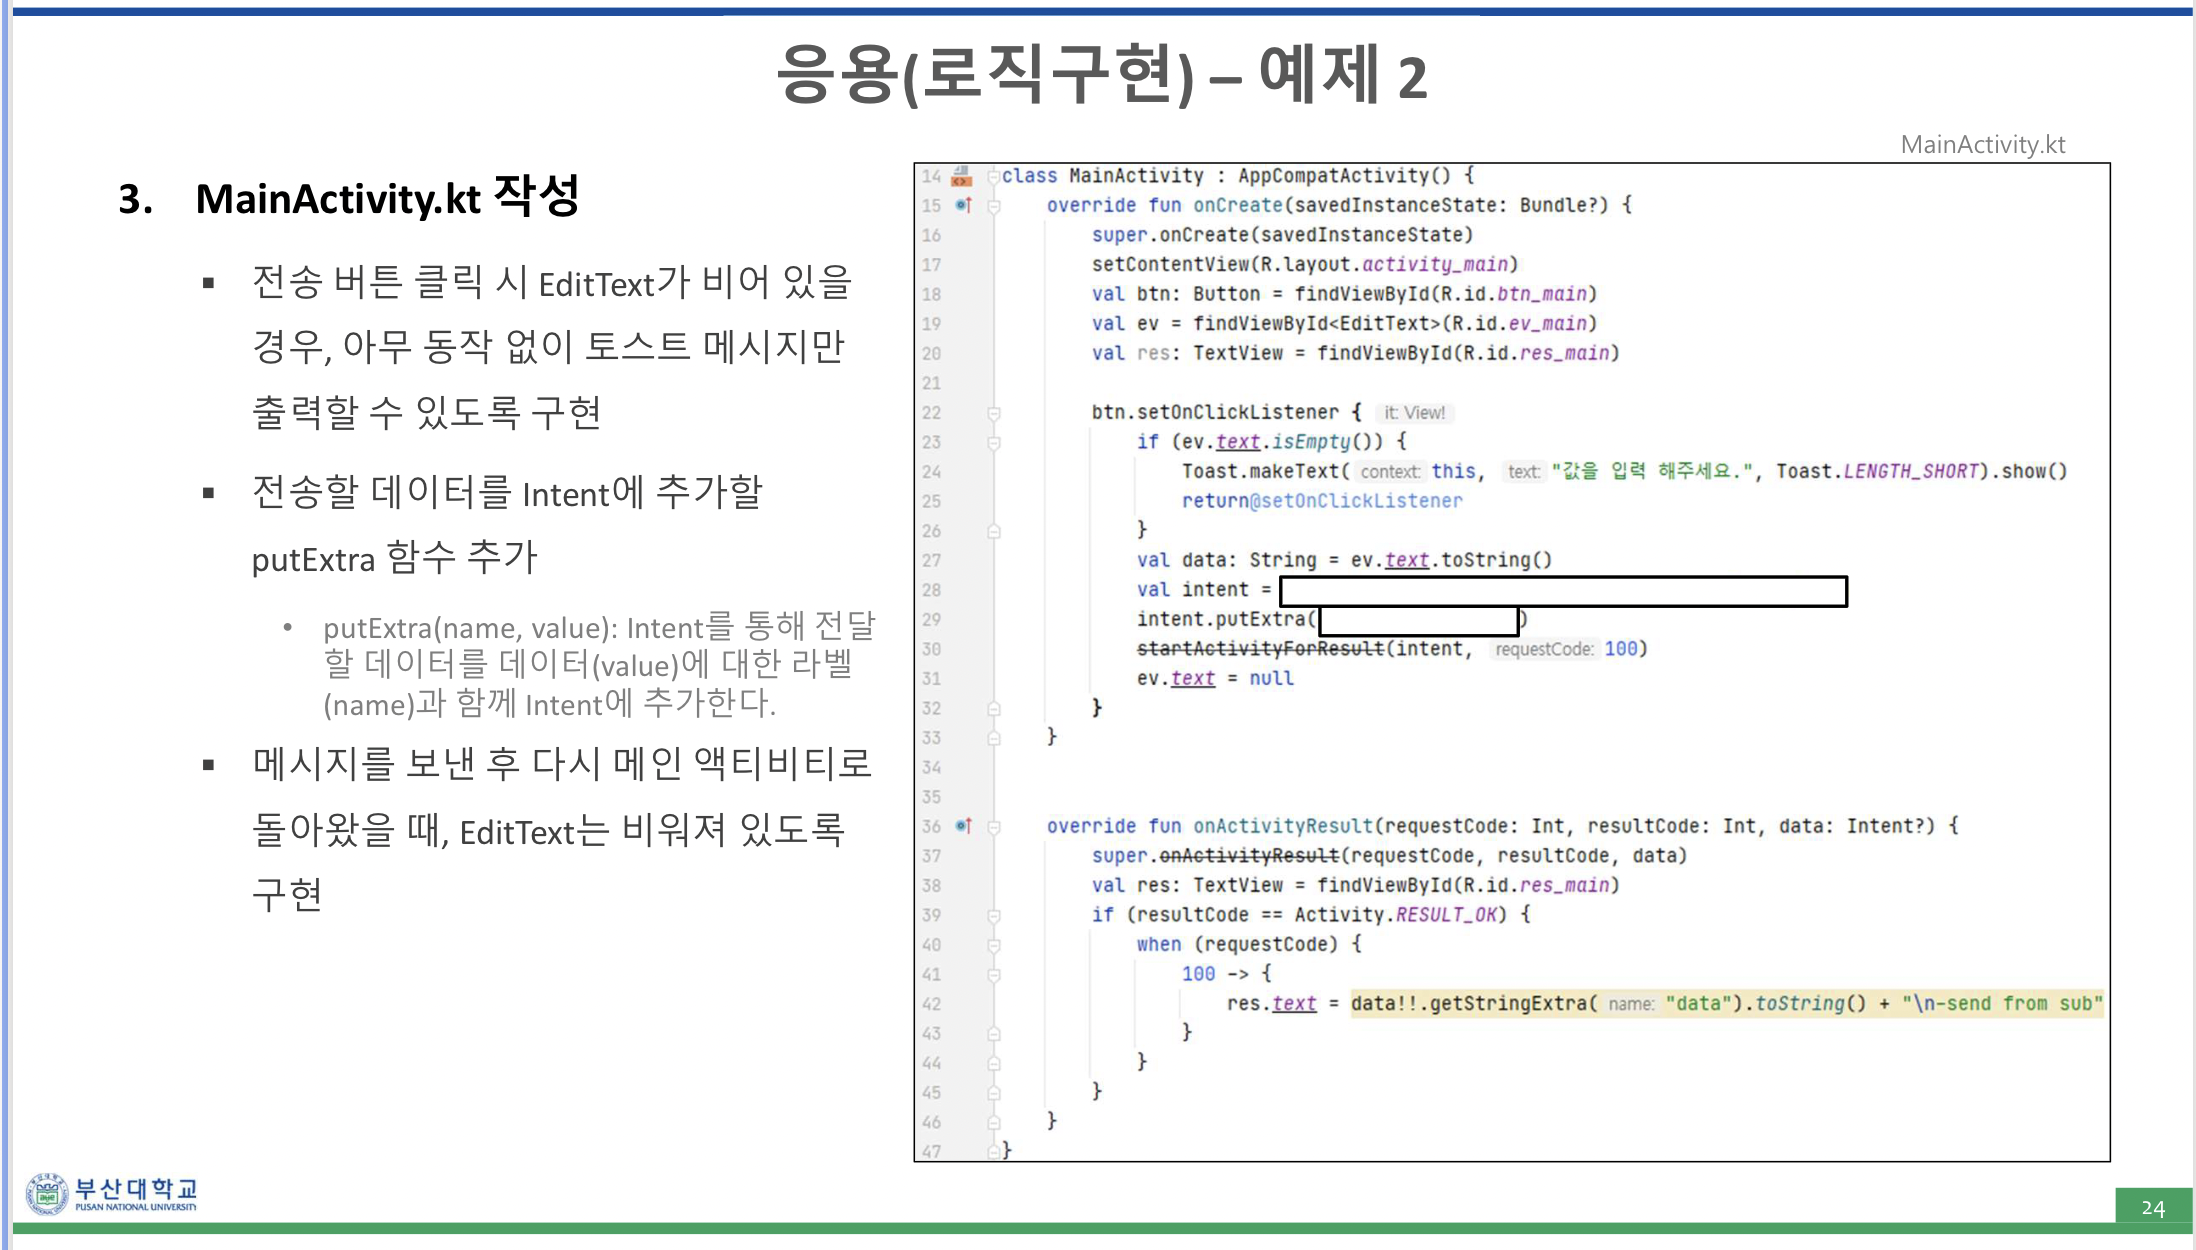 응용(로직구현) – 예제 2
MainActivity.kt
3. MainActivity.kt 작성
▪ 전송 버튼 클릭 시 EditText가 비어 있을
경우, 아무 동작 없이 토스트 메시지만
출력할 수 있도록 구현
▪ 전송할 데이터를 Intent에 추가할
putExtra 함수 추가
• putExtra(name, value): Intent를 통해 전달
할 데이터를 데이터(value)에 대한 라벨
(name)과 함께 Intent에 추가한다.
▪ 메시지를 보낸 후 다시 메인 액티비티로
돌아왔을 때, EditText는 비워져 있도록
구현
14 class MainActivity : AppCompatActivity() {
15 override fun onCreate(savedInstanceState: Bundle?) {
16 super.onCreate(savedInstanceState)
17 setContentView(R.layout.activity_main)
18 val btn: Button = findViewById(R.id.btn_main)
19 val ev = findViewById<EditText>(R.id.ev_main)
20 val res: TextView = findViewById(R.id.res_main)
21
22 btn.setOnClickListener { it: View!
23 if (ev.text.isEmpty()) {
24 Toast.makeText( context: this, text: "값을 입력 해주세요.", Toast.LENGTH_SHORT).show()
25 return@setOnClickListener
26 }
27 val data: String = ev.text.toString()
28 val intent =
29 intent.putExtra( )
30 startActivityForResult(intent, requestCode: 100)
31 ev.text = null
32 }
33 }
34
35
36 override fun onActivityResult(requestCode: Int, resultCode: Int, data: Intent?) {
37 super.onActivityResult(requestCode, resultCode, data)
38 val res: TextView = findViewById(R.id.res_main)
39 if (resultCode == Activity.RESULT_OK) {
40 when (requestCode) {
41 100 -> {
42 res.text = data!!.getStringExtra( name: "data").toString() + "\n-send from sub"
43 }
44 }
45 }
46 }
47 }
부산대학교
PUSAN NATIONAL UNIVERSITY
24